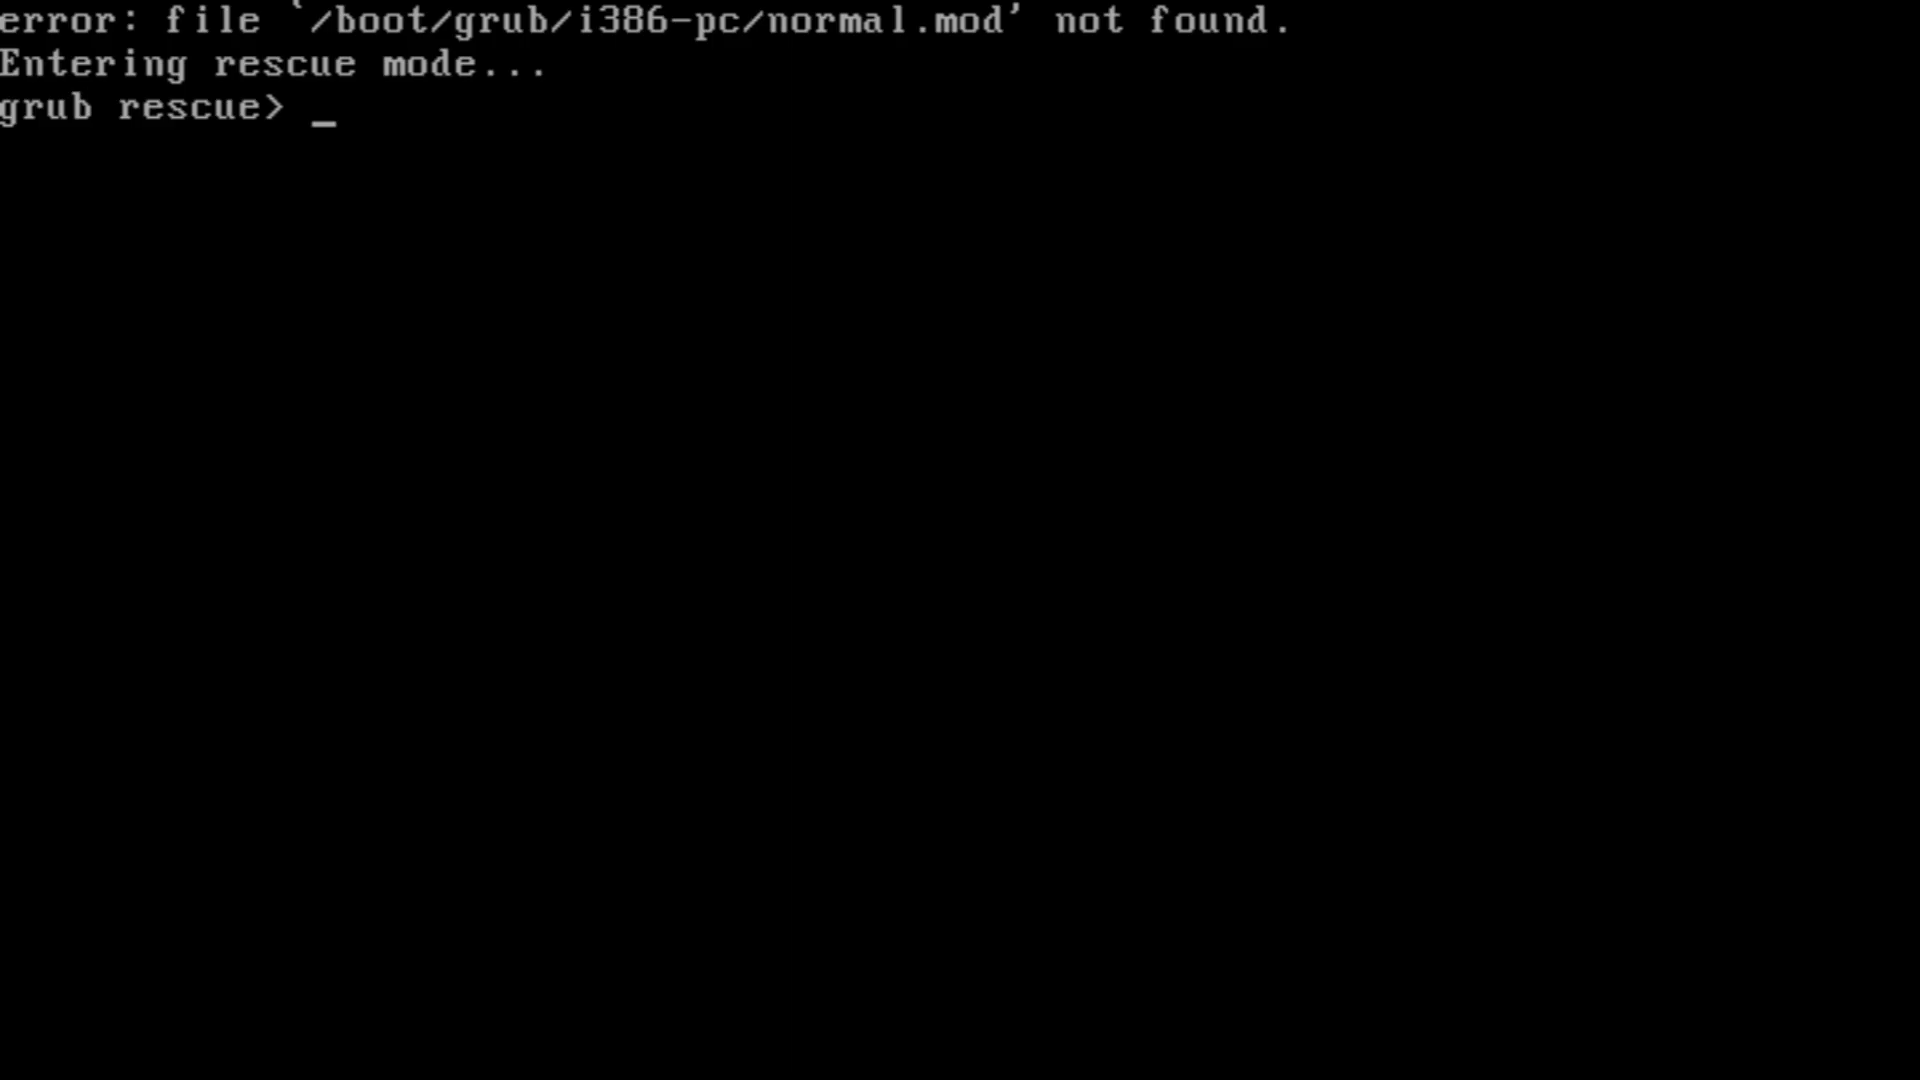 error: file `/boot/grub/i386-pc/normal.mod' not found.
Entering rescue mode...
grub rescue> _